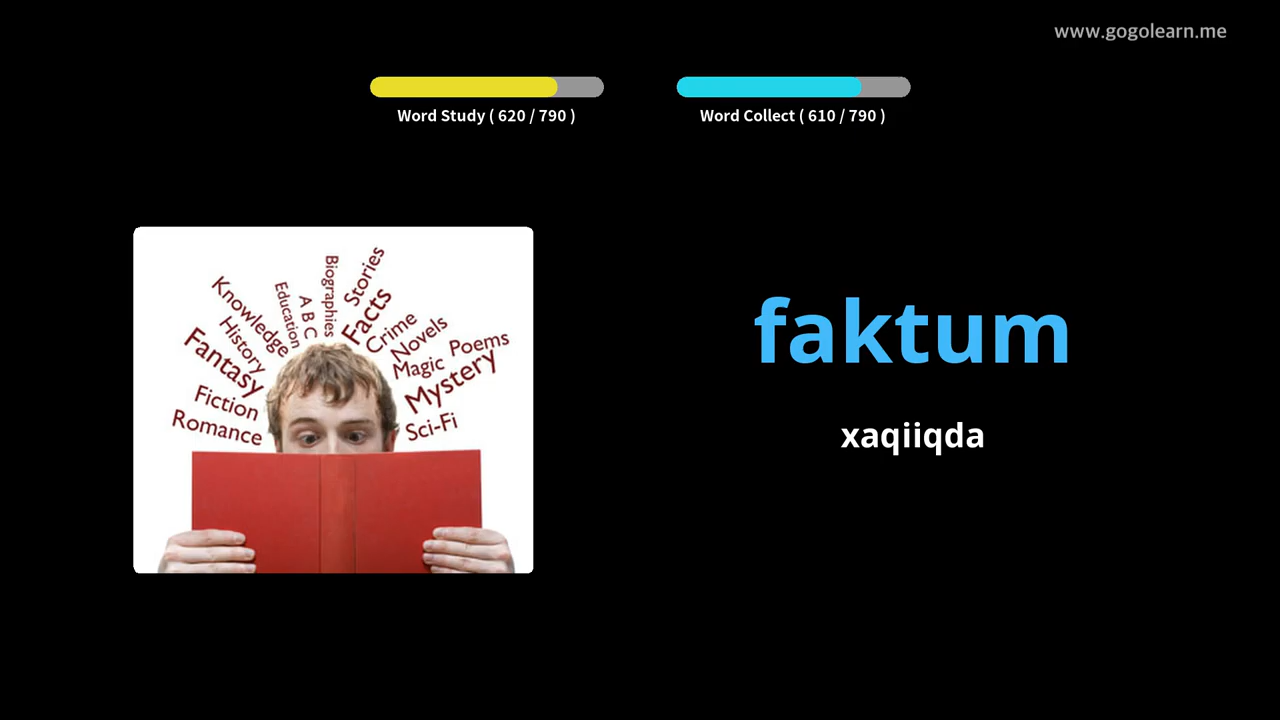 www.gogolearn.me
Word Study ( 620 / 790 )
Word Collect ( 610 / 790 )
Biographies
Stories
Education
A B C
Facts
Knowledge
Crime
History
Novels
Poems
Fantasy
Magic
Mystery
Fiction
Romance
Sci-Fi
faktum
xaqiiqda